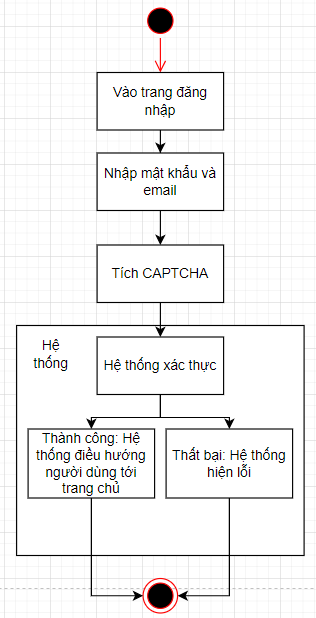 Vào trang đăng
nhập
Nhập mật khẩu và
email
Tích CAPTCHA
Hệ
thống
Hệ thống xác thực
Thành công: Hệ
thống điều hướng
người dùng tới
trang chủ
Thất bại: Hệ thống
hiện lỗi